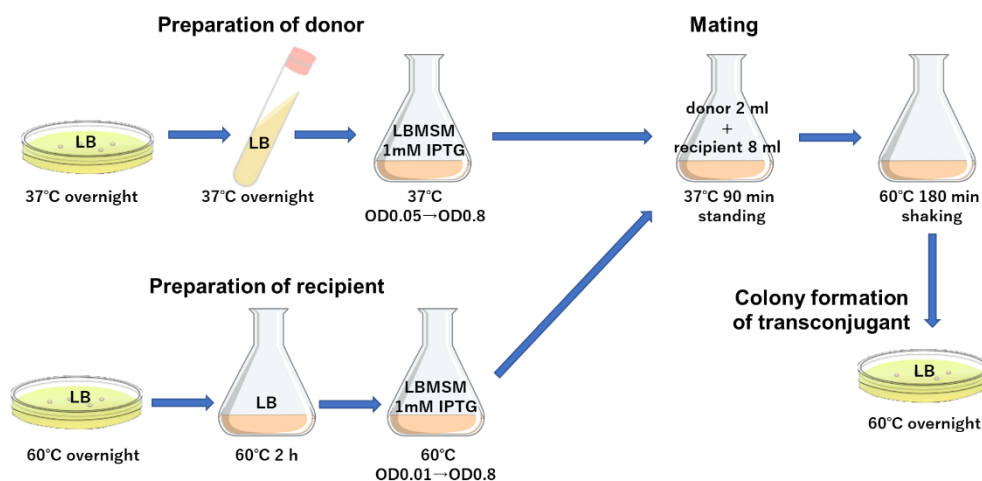 Preparation of donor
LB
37℃ overnight
LB
37℃ overnight
LBMSM
1mM IPTG
37℃
OD0.05→OD0.8
Mating
donor 2 ml
+
recipient 8 ml
37℃ 90 min
standing
60℃ 180 min
shaking
Preparation of recipient
LB
60℃ overnight
LB
60℃ 2 h
LBMSM
1mM IPTG
60℃
OD0.01→OD0.8
Colony formation
of transconjugant
LB
60℃ overnight